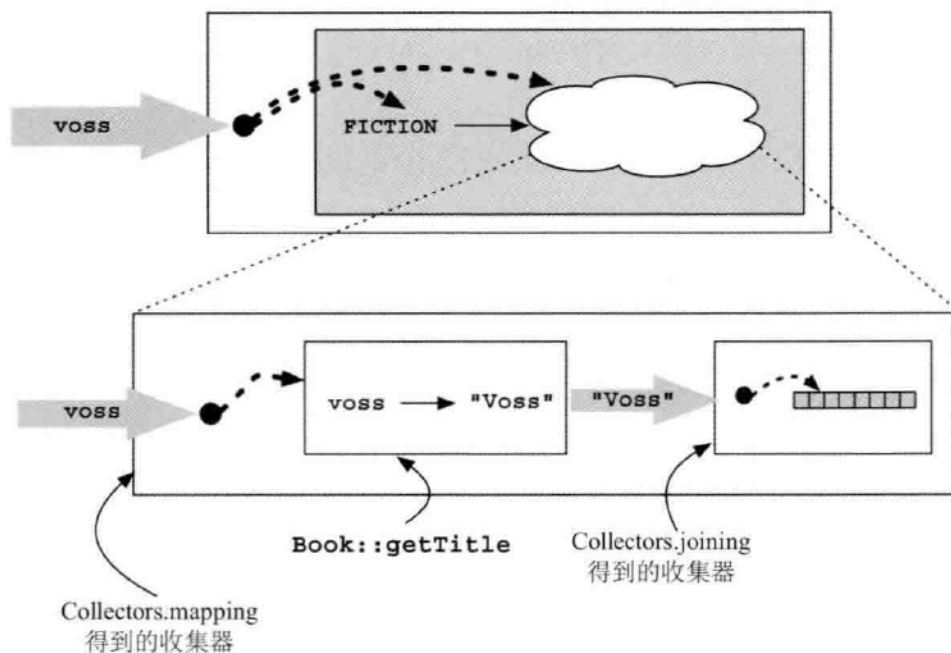 voss
FICTION
voss
voss
"Voss"
"Voss"
Book::getTitle
Collectors.joining
得到的收集器
Collectors.mapping
得到的收集器